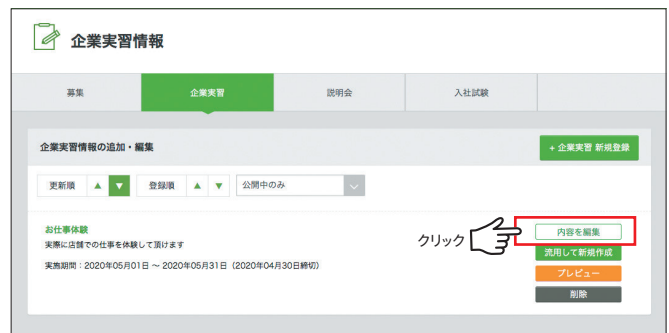 企業実習情報
募集 企業実習 説明会 入社試験
企業実習情報の追加・編集 + 企業実習 新規登録
更新順 ▲ ▼ 登録順 ▲ ▼ 公開中のみ
お仕事体験
実際に店舗での仕事を体験して頂けます
実施期間：2020年05月01日 〜 2020年05月31日（2020年04月30日締切）
クリック
内容を編集
流用して新規作成
プレビュー
削除